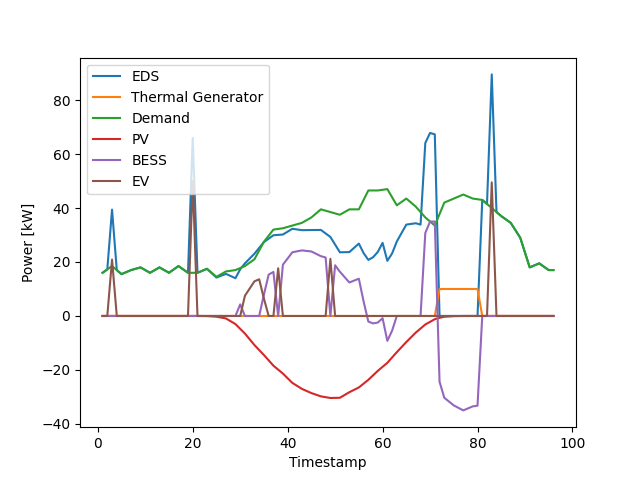 EDS
Thermal Generator
Demand
PV
BESS
EV
Power [kW]
80
60
40
20
0
−20
−40
0 20 40 60 80 100
Timestamp